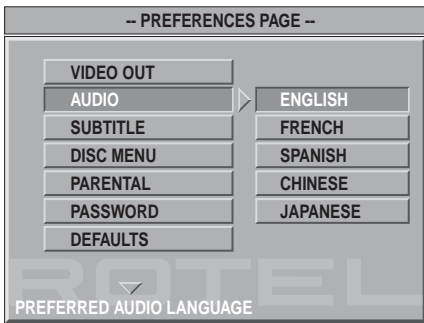 -- PREFERENCES PAGE --
VIDEO OUT
AUDIO
SUBTITLE
DISC MENU
PARENTAL
PASSWORD
DEFAULTS
ENGLISH
FRENCH
SPANISH
CHINESE
JAPANESE
ROTEL
PREFERRED AUDIO LANGUAGE